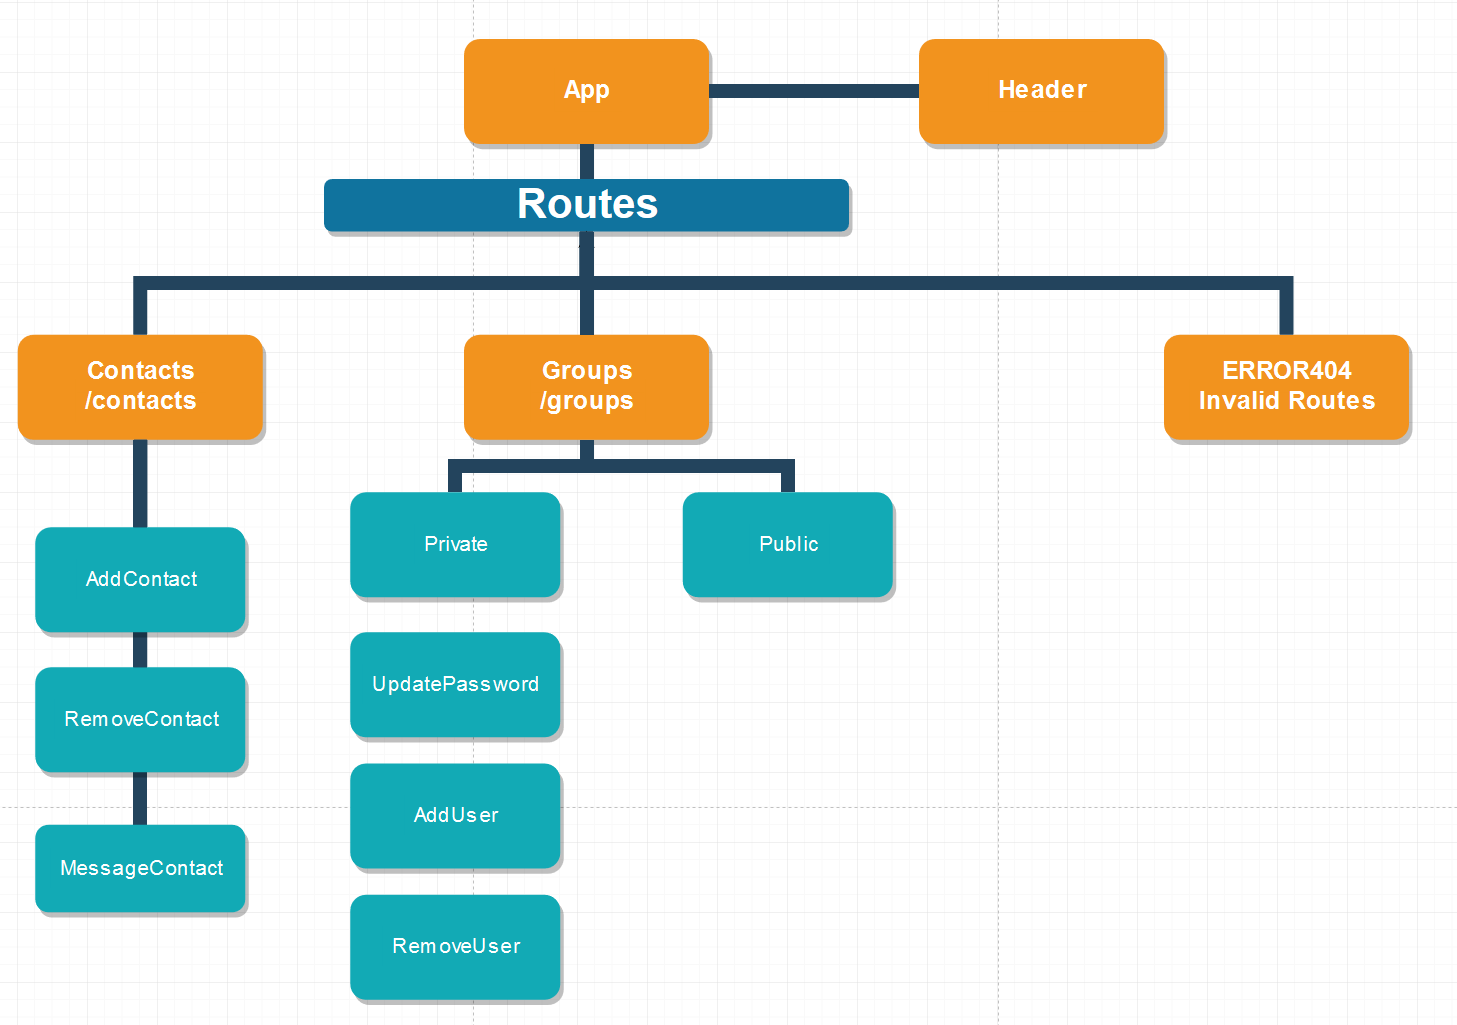 App
Header
Routes
Contacts
/contacts
Groups
/groups
ERROR404
Invalid Routes
Private
Public
AddContact
UpdatePassword
RemoveContact
AddUser
MessageContact
RemoveUser